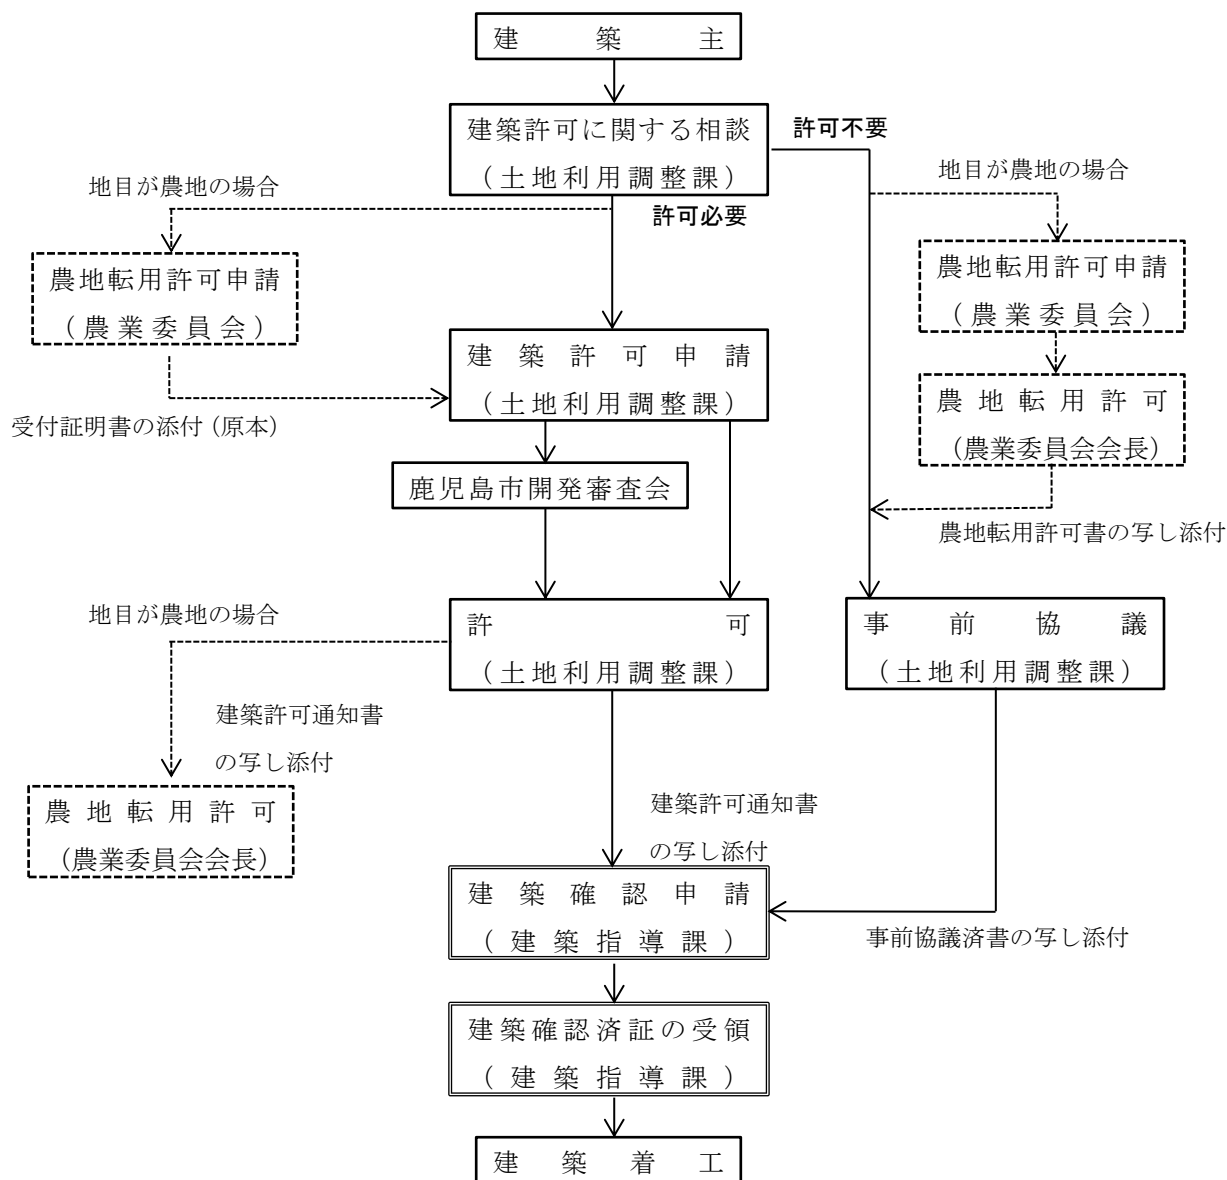 建築主
建築許可に関する相談
(土地利用調整課)
許可不要
地目が農地の場合
地目が農地の場合
許可必要
農地転用許可申請
(農業委員会)
農地転用許可申請
(農業委員会)
建築許可申請
(土地利用調整課)
農地転用許可
(農業委員会会長)
受付証明書の添付(原本)
鹿児島市開発審査会
農地転用許可書の写し添付
地目が農地の場合
許可
(土地利用調整課)
事前協議
(土地利用調整課)
建築許可通知書
の写し添付
農地転用許可
(農業委員会会長)
建築許可通知書
の写し添付
建築確認申請
(建築指導課)
事前協議済書の写し添付
建築確認済証の受領
(建築指導課)
建築着工